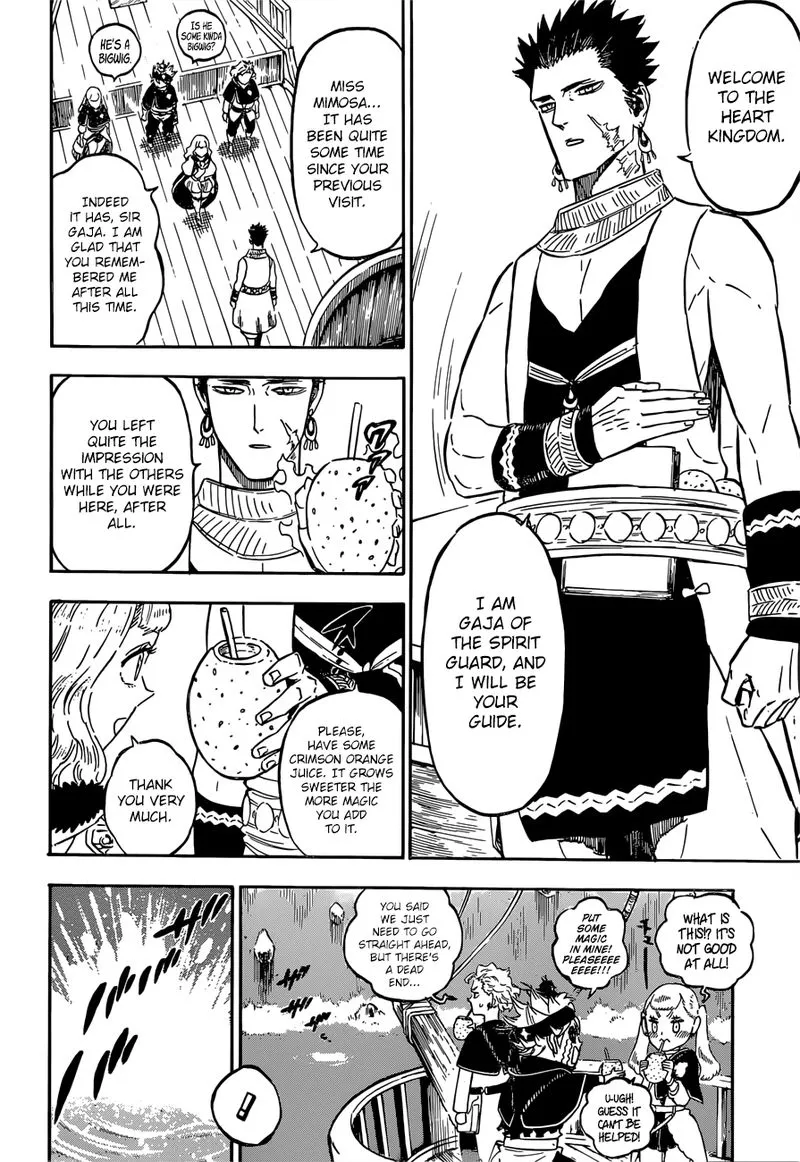 WELCOME
TO THE
HEART
KINGDOM.
I AM
GAJA OF
THE SPIRIT
GUARD, AND
I WILL BE
YOUR
GUIDE.
IS HE
SOME KINDA
BIGWIG?
HE'S A
BIGWIG.
MISS
MIMOSA...
IT HAS
BEEN QUITE
SOME TIME
SINCE YOUR
PREVIOUS
VISIT.
INDEED
IT HAS, SIR
GAJA. I AM
GLAD THAT
YOU REMEM-
BERED ME
AFTER ALL
THIS TIME.
YOU LEFT
QUITE THE
IMPRESSION
WITH THE OTHERS
WHILE YOU WERE
HERE, AFTER
ALL.
PLEASE,
HAVE SOME
CRIMSON ORANGE
JUICE. IT GROWS
SWEETER
THE MORE MAGIC
YOU ADD
TO IT.
THANK
YOU VERY
MUCH.
WHAT IS
THIS!? IT'S
NOT GOOD
AT ALL!
PUT
SOME
MAGIC
IN MINE!
PLEASEEEE
EEEE!!!
U-UGH!
GUESS IT
CAN'T BE
HELPED!
YOU SAID
WE JUST
NEED TO GO
STRAIGHT AHEAD,
BUT THERE'S
A DEAD
END...
!